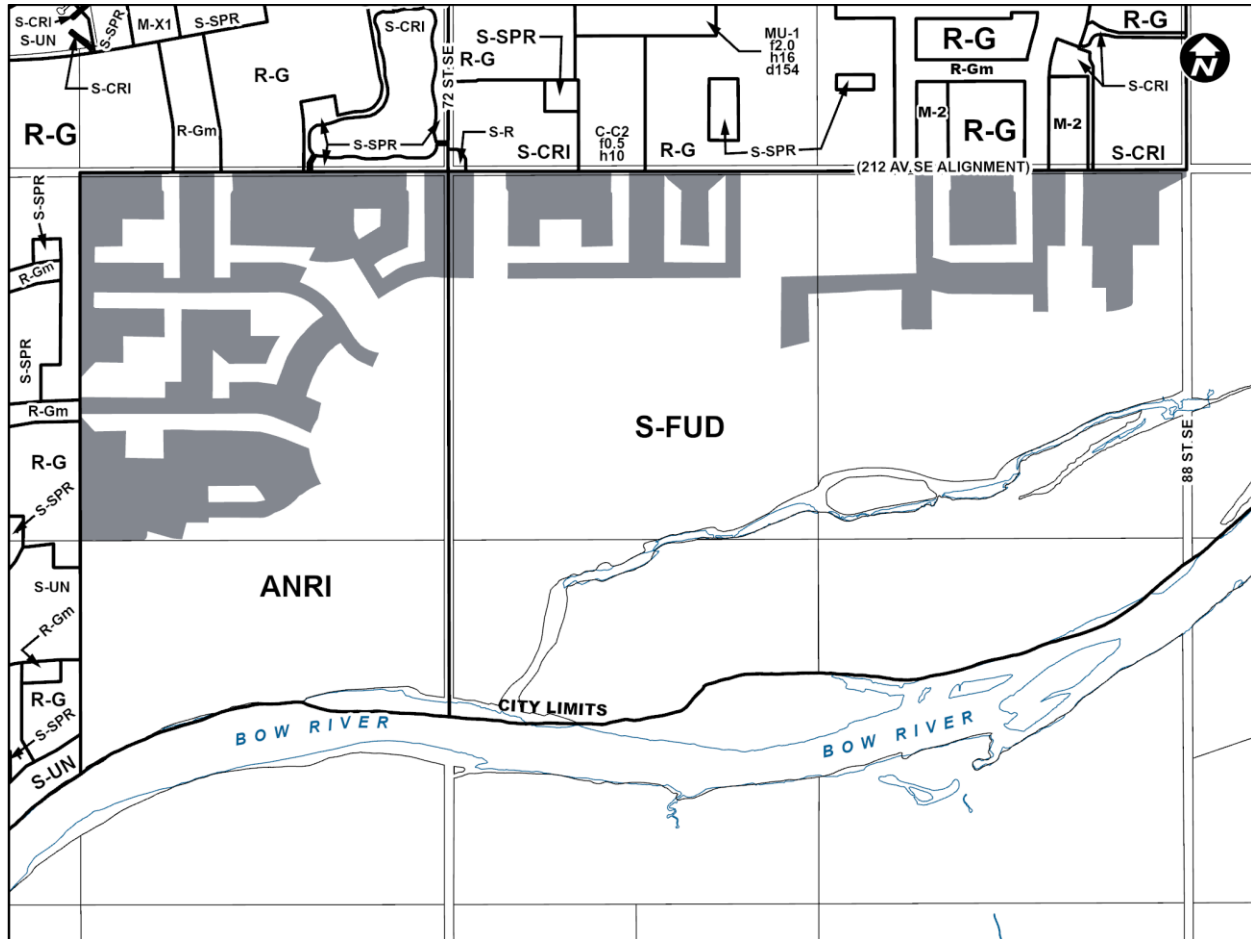 S-CRI
S-UN
S-SPR
M-X1
S-SPR
S-CRI
S-CRI
R-G
R-G
R-Gm
S-SPR
72 ST. SE
S-SPR
R-G
S-R
S-CRI
C-C2
f0.5
h10
MU-1
f2.0
h16
d154
R-G
S-SPR
R-G
R-Gm
M-2
R-G
M-2
R-G
S-CRI
S-CRI
N
(212 AV. SE ALIGNMENT)
S-SPR
R-Gm
S-SPR
R-Gm
R-G
S-SPR
S-UN
R-Gm
R-G
S-SPR
S-UN
S-FUD
88 ST. SE
ANRI
CITY LIMITS
BOW RIVER
BOW RIVER